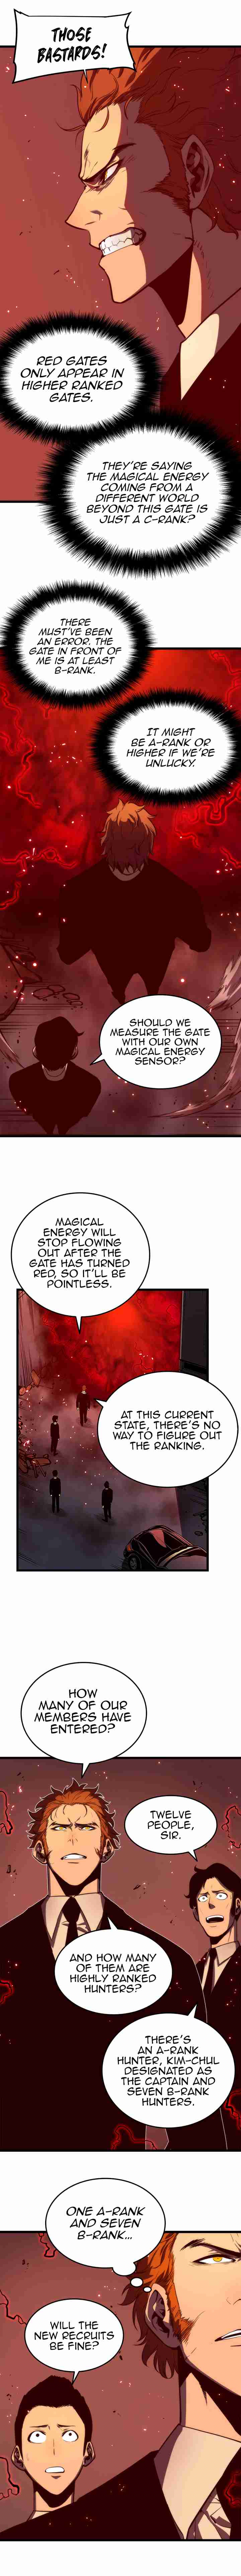 THOSE
BASTARDS!
RED GATES
ONLY APPEAR IN
HIGHER RANKED
GATES.
THEY'RE SAYING
THE MAGICAL ENERGY
COMING FROM A
DIFFERENT WORLD
BEYOND THIS GATE IS
JUST A C-RANK?
THERE
MUST'VE BEEN
AN ERROR. THE
GATE IN FRONT OF
ME IS AT LEAST
B-RANK.
IT MIGHT
BE A-RANK OR
HIGHER IF WE'RE
UNLUCKY.
SHOULD WE
MEASURE THE GATE
WITH OUR OWN
MAGICAL ENERGY
SENSOR?
MAGICAL
ENERGY WILL
STOP FLOWING
OUT AFTER THE
GATE HAS TURNED
RED, SO IT'LL BE
POINTLESS.
AT THIS CURRENT
STATE, THERE'S NO
WAY TO FIGURE OUT
THE RANKING.
HOW
MANY OF OUR
MEMBERS HAVE
ENTERED?
TWELVE
PEOPLE,
SIR.
AND HOW MANY
OF THEM ARE
HIGHLY RANKED
HUNTERS?
THERE'S
AN A-RANK
HUNTER, KIM-CHUL
DESIGNATED AS
THE CAPTAIN AND
SEVEN B-RANK
HUNTERS.
ONE A-RANK
AND SEVEN
B-RANK...
WILL THE
NEW RECRUITS
BE FINE?